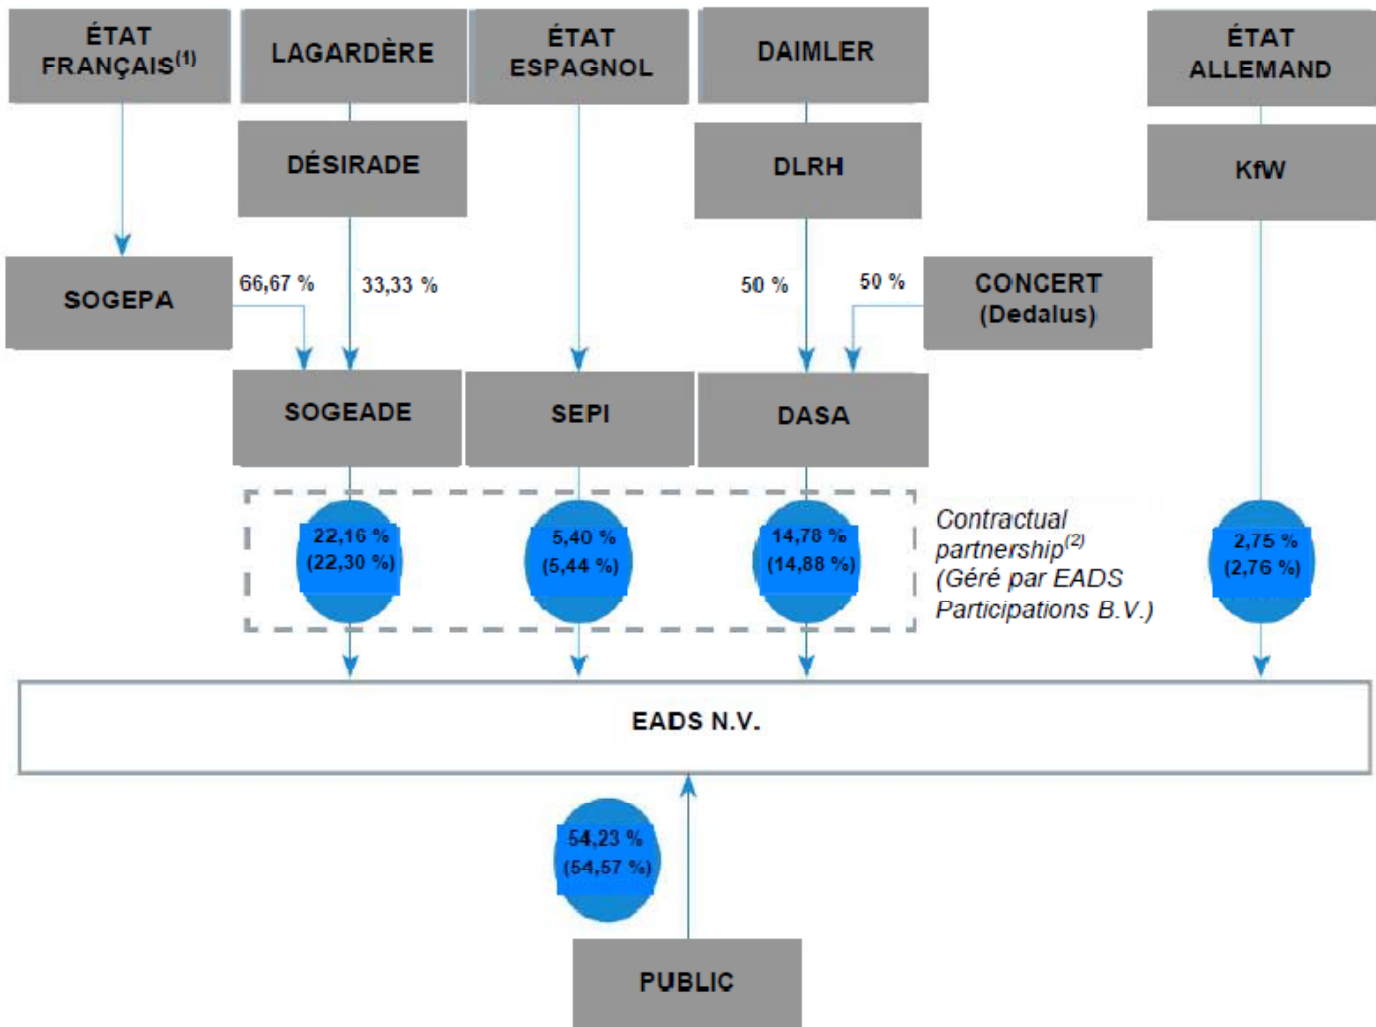 ÉTAT
FRANÇAIS(1)
LAGARDÈRE
ÉTAT
ESPAGNOL
DAIMLER
ÉTAT
ALLEMAND
DÉSIRADE
DLRH
KfW
SOGEPA
66,67 %
33,33 %
50 %
50 %
CONCERT
(Dedalus)
SOGEADE
SEPI
DASA
22,16 %
(22,30 %)
5,40 %
(5,44 %)
14,78 %
(14,88 %)
Contractual
partnership(2)
(Géré par EADS
Participations B.V.)
2,75 %
(2,76 %)
EADS N.V.
54,23 %
(54,57 %)
PUBLIC